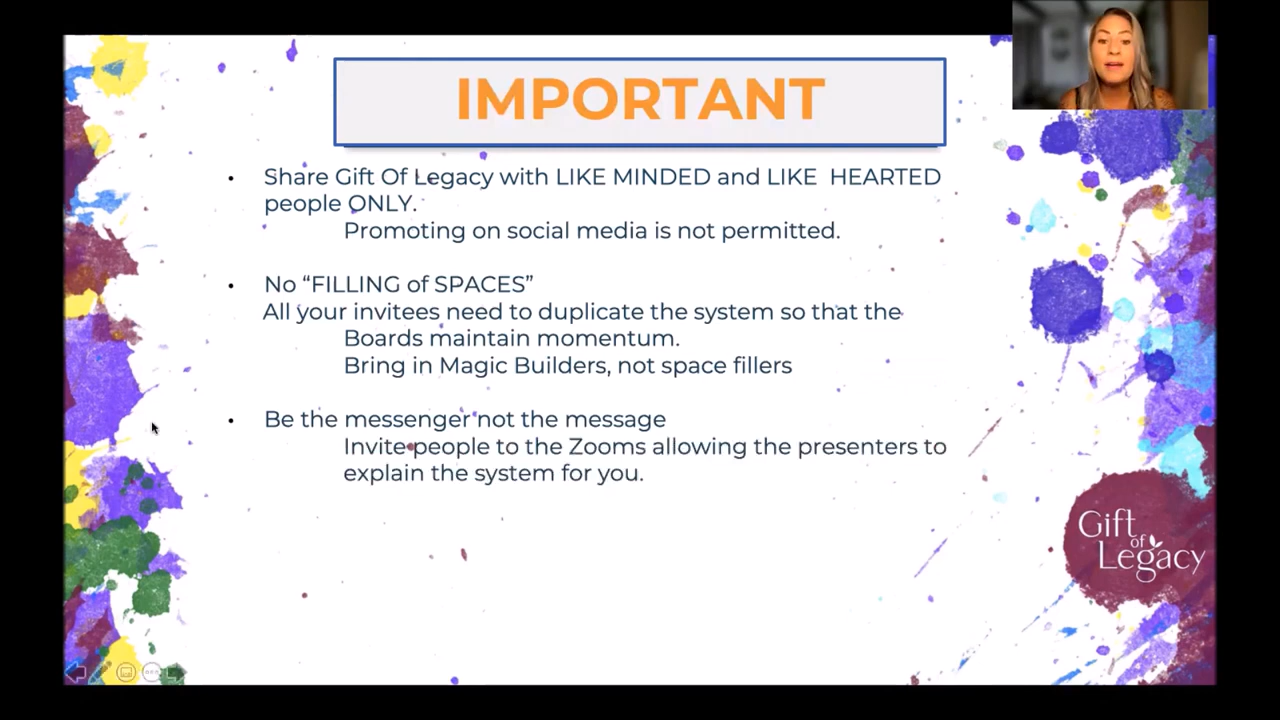 IMPORTANT
• Share Gift Of Legacy with LIKE MINDED and LIKE HEARTED
people ONLY.
Promoting on social media is not permitted.
• No “FILLING of SPACES”
All your invitees need to duplicate the system so that the
Boards maintain momentum.
Bring in Magic Builders, not space fillers
• Be the messenger not the message
Invite people to the Zooms allowing the presenters to
explain the system for you.
Gift
of
Legacy